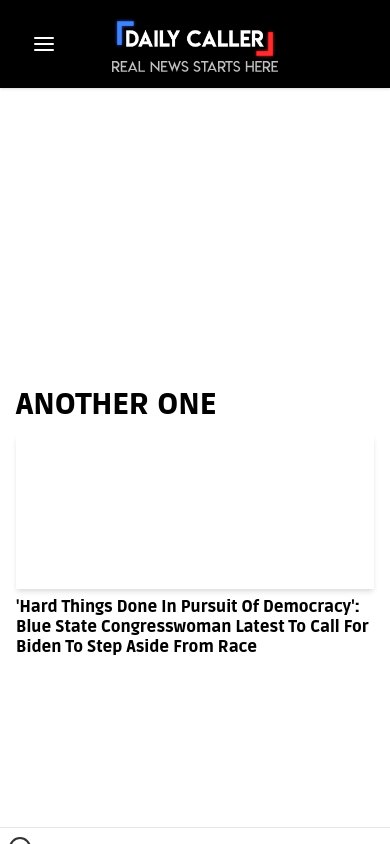 DAILY CALLER
REAL NEWS STARTS HERE
ANOTHER ONE
'Hard Things Done In Pursuit Of Democracy':
Blue State Congresswoman Latest To Call For
Biden To Step Aside From Race